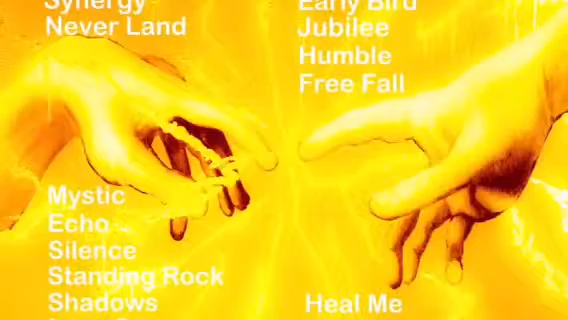 Synergy
Never Land
Mystic
Echo
Silence
Standing Rock
Shadows
Early Bird
Jubilee
Humble
Free Fall
Heal Me